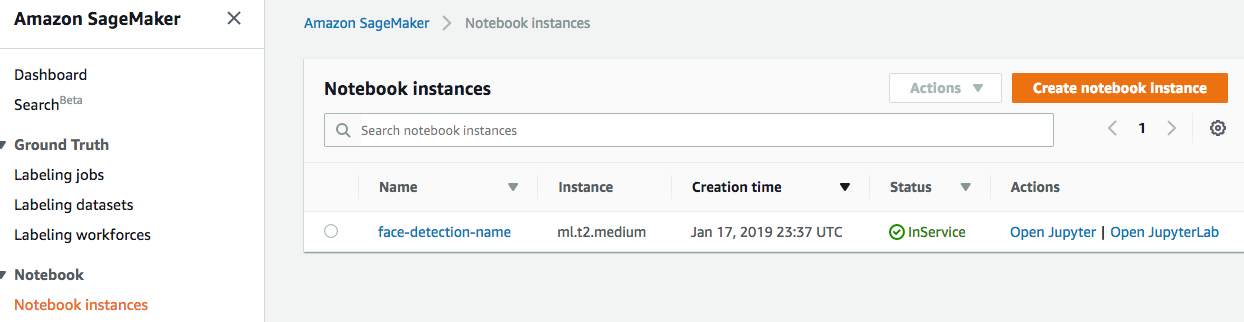 Amazon SageMaker
Dashboard
SearchBeta
Ground Truth
Labeling jobs
Labeling datasets
Labeling workforces
Notebook
Notebook instances
Amazon SageMaker > Notebook instances
Notebook instances
Actions
Create notebook instance
Search notebook instances
1
Name Instance Creation time Status Actions
face-detection-name ml.t2.medium Jan 17, 2019 23:37 UTC InService Open Jupyter | Open JupyterLab